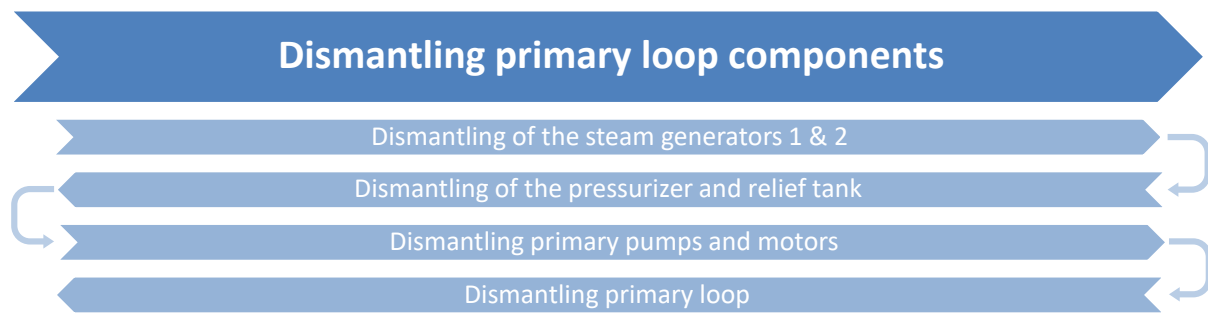 Dismantling primary loop components
Dismantling of the steam generators 1 & 2
Dismantling of the pressurizer and relief tank
Dismantling primary pumps and motors
Dismantling primary loop